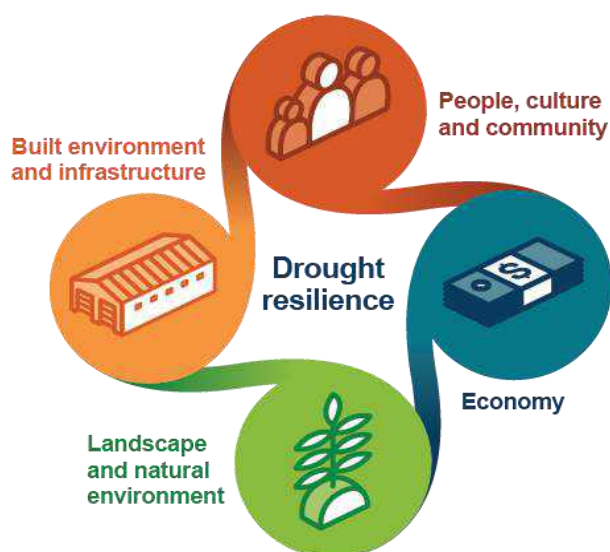 People, culture
and community
Built environment
and infrastructure
Drought
resilience
$
Economy
Landscape
and natural
environment